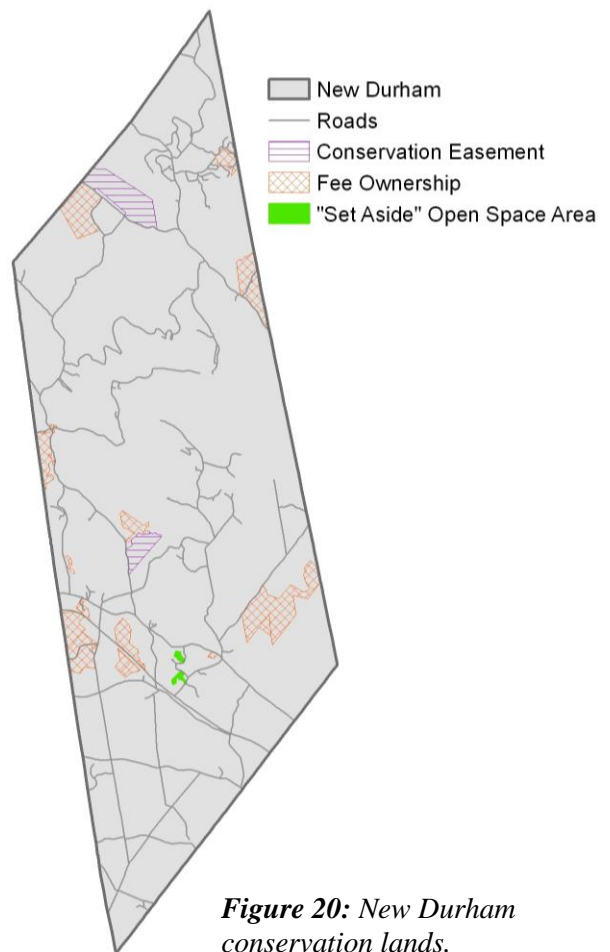 New Durham
Roads
Conservation Easement
Fee Ownership
"Set Aside" Open Space Area
Figure 20: New Durham
conservation lands.